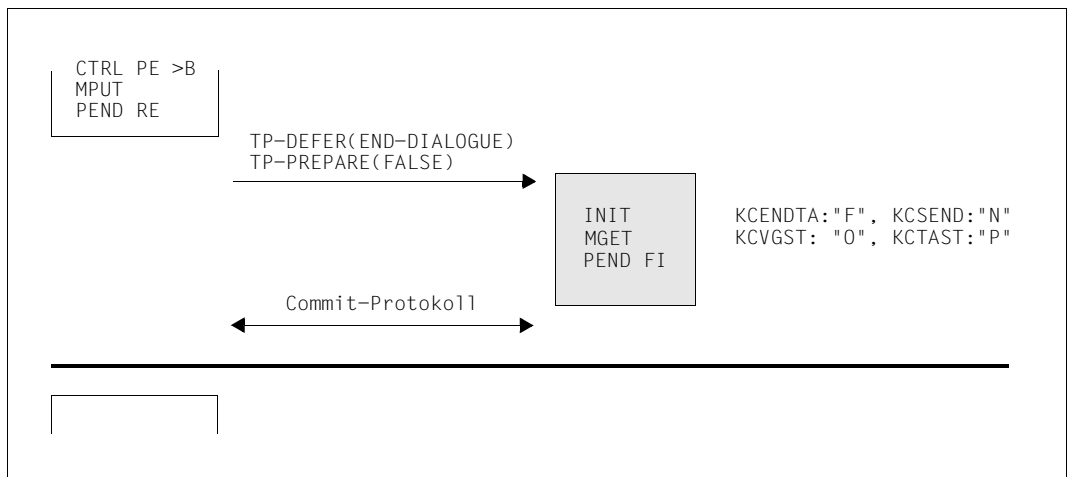 CTRL PE >B
MPUT
PEND RE
TP-DEFER(END-DIALOGUE)
TP-PREPARE(FALSE)
INIT
MGET
PEND FI
KCENDTA:"F", KCSEND:"N"
KCVGST: "O", KCTAST:"P"
Commit-Protokoll